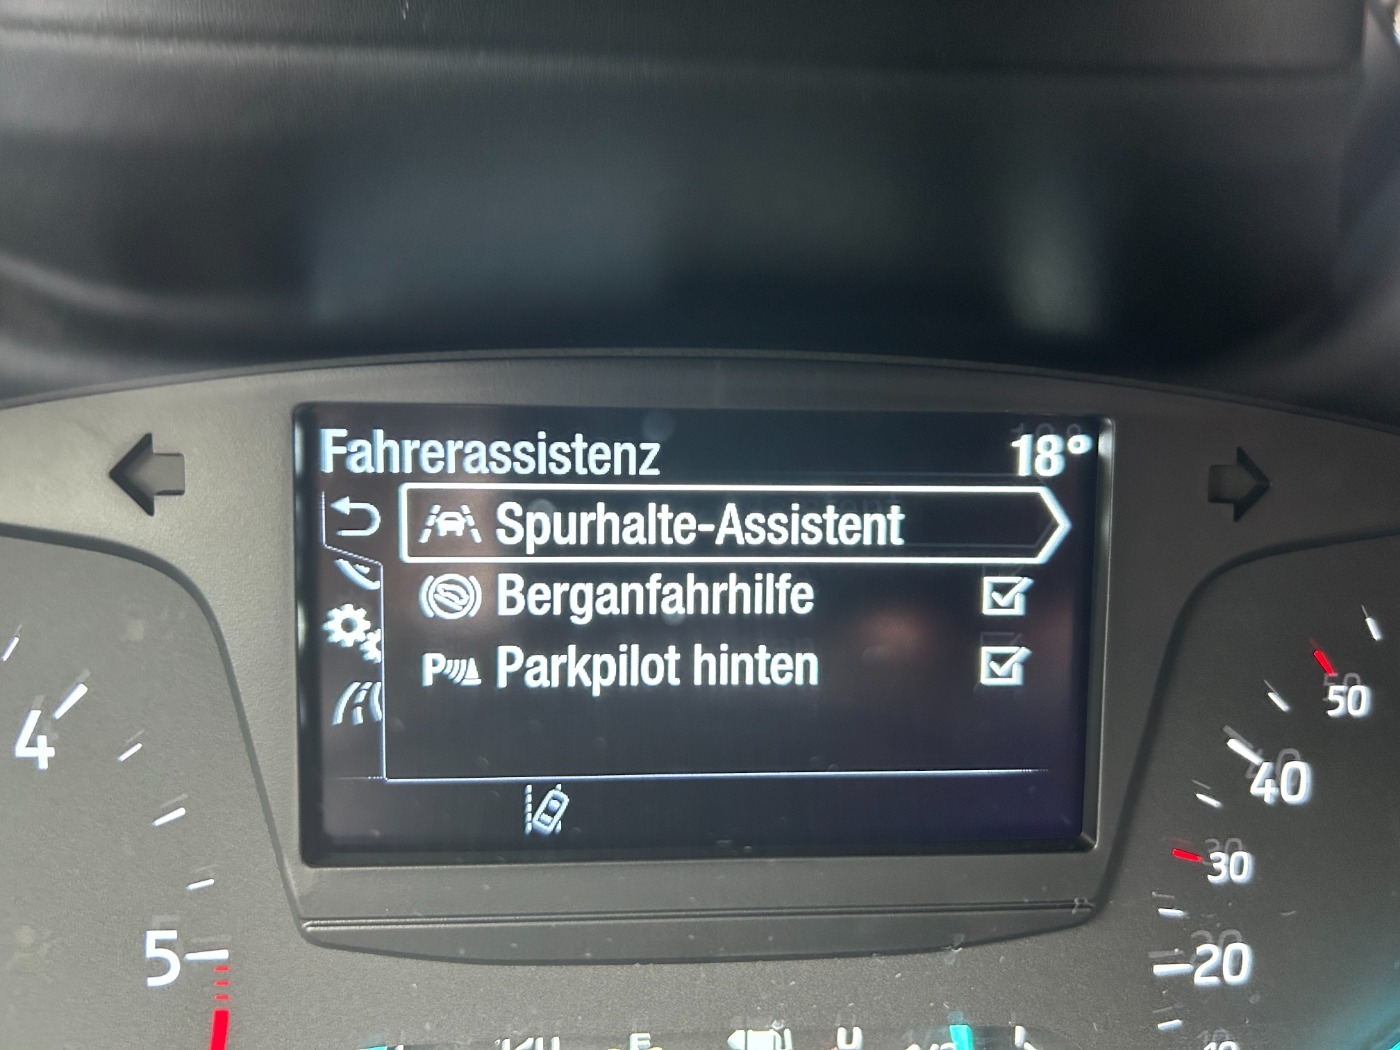 Fahrerassistenz 18°
Spurhalte-Assistent
Berganfahrhilfe
P Parkpilot hinten
4
5
50
40
30
20